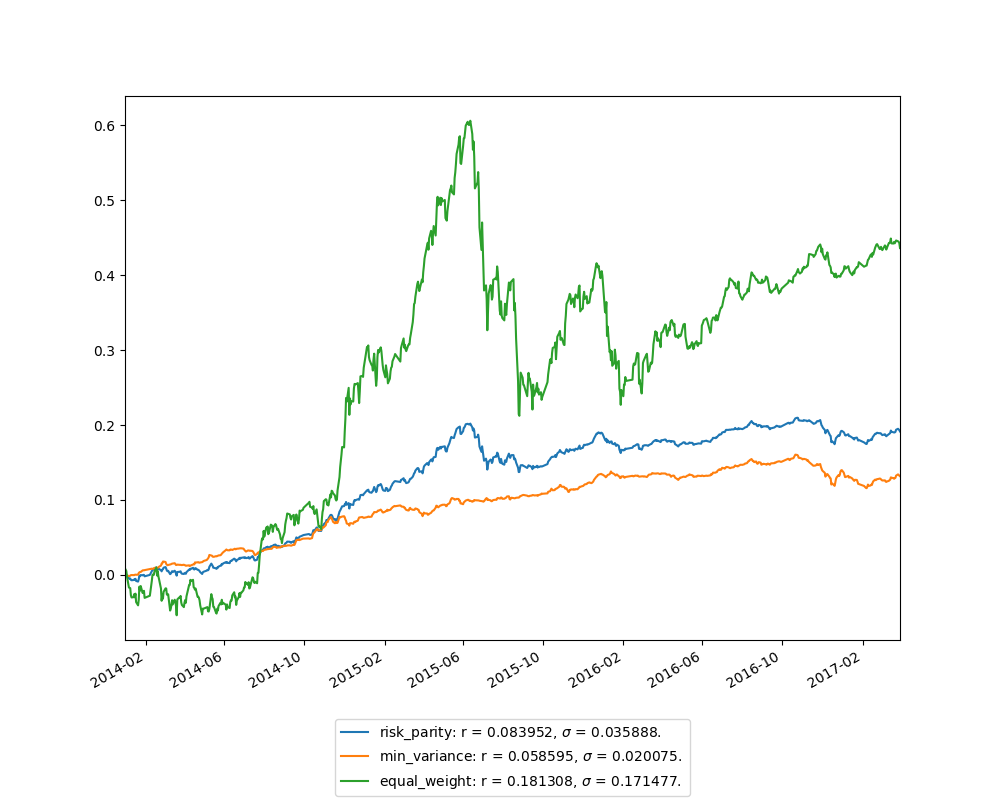 0.6
0.5
0.4
0.3
0.2
0.1
0.0
2014-02 2014-06 2014-10 2015-02 2015-06 2015-10 2016-02 2016-06 2016-10 2017-02
risk_parity: r = 0.083952, σ = 0.035888.
min_variance: r = 0.058595, σ = 0.020075.
equal_weight: r = 0.181308, σ = 0.171477.